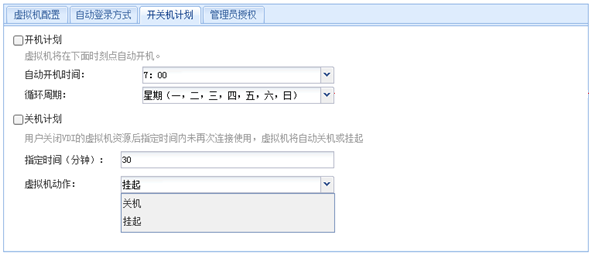 虚拟机配置 自动登录方式 开关机计划 管理员授权
开机计划
虚拟机将在下面时刻点自动开机。
自动开机时间: 7: 00
循环周期: 星期（一，二，三，四，五，六，日）
关机计划
用户关闭VDI的虚拟机资源后指定时间内未再次连接使用，虚拟机将自动关机或挂起
指定时间（分钟）: 30
虚拟机动作: 挂起
关机
挂起